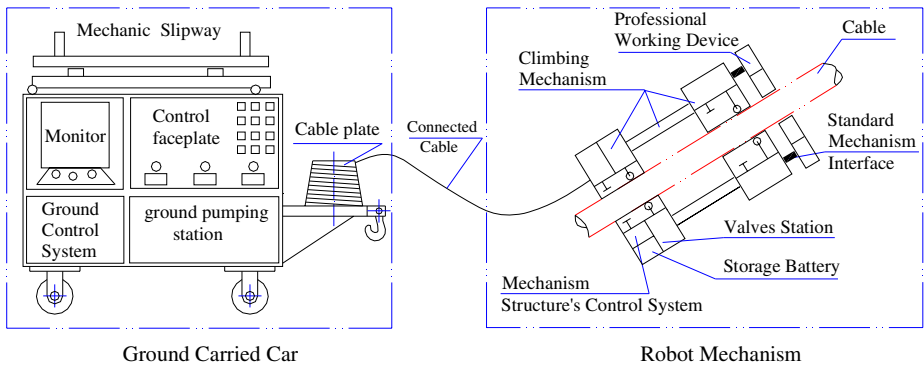 Mechanic Slipway
Monitor
Control
faceplate
Ground
Control
System
ground pumping
station
Cable plate
Connected
Cable
Professional
Working Device
Cable
Climbing
Mechanism
Standard
Mechanism
Interface
Valves Station
Storage Battery
Mechanism
Structure's Control System
Ground Carried Car
Robot Mechanism